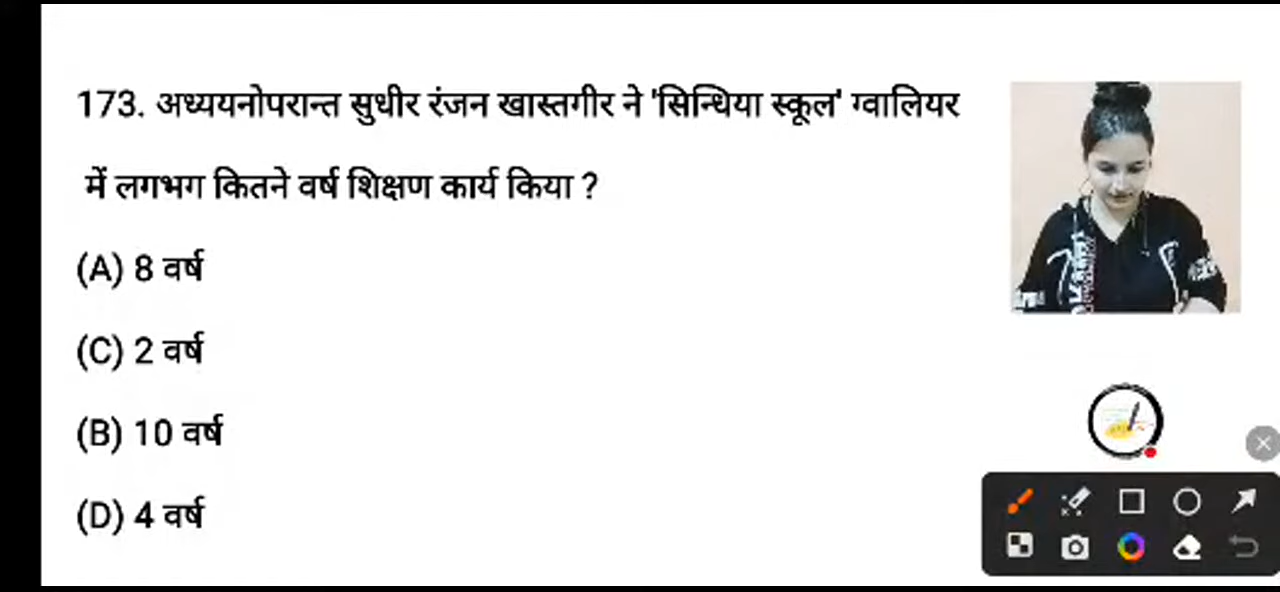 173. अध्ययनोपरान्त सुधीर रंजन खास्तगीर ने 'सिन्धिया स्कूल' ग्वालियर
में लगभग कितने वर्ष शिक्षण कार्य किया ?
(A) 8 वर्ष
(C) 2 वर्ष
(B) 10 वर्ष
(D) 4 वर्ष